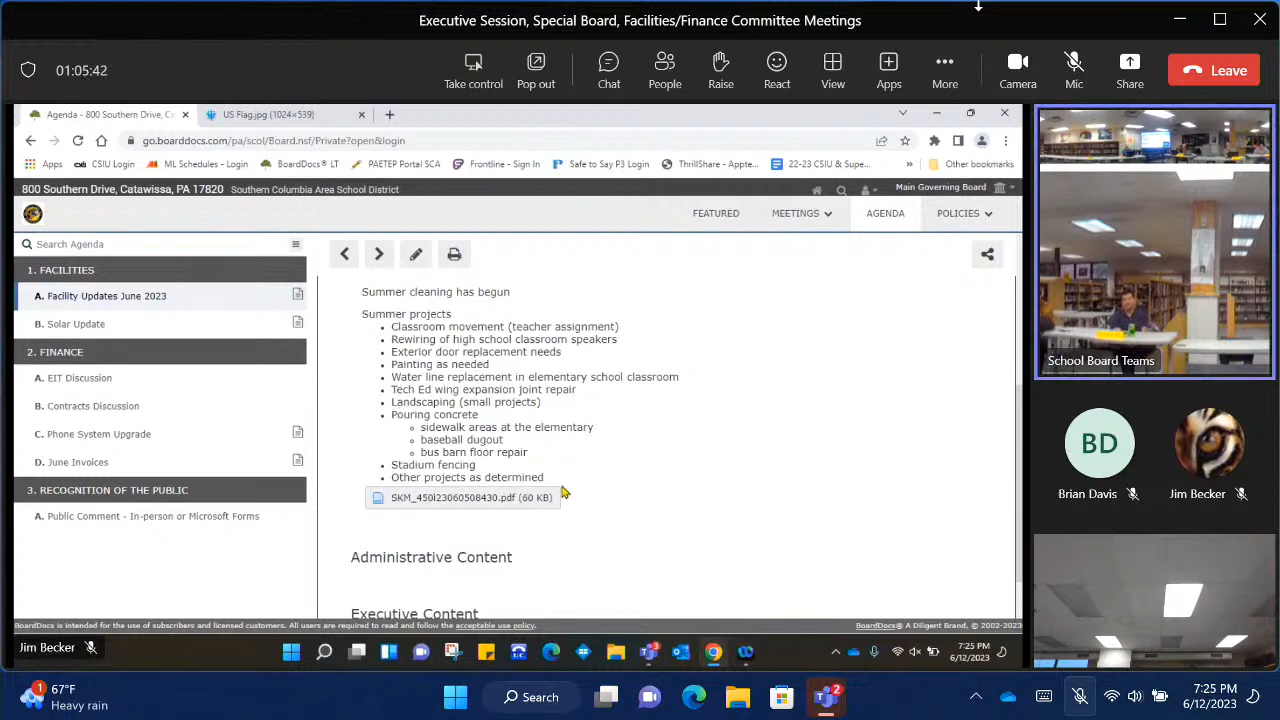 Executive Session, Special Board, Facilities/Finance Committee Meetings
01:05:42
Take control
Pop out
Chat
People
Raise
React
View
Apps
More
Camera
Mic
Share
Leave
Agenda - 800 Southern Drive, Ca
US Flag.jpg (1024×539)
go.boarddocs.com/pa/scol/Board.nsf/Private?open&login
Apps
CSIU Login
ML Schedules - Login
BoardDocs® LT
PAETEP Portal SCA
Frontline - Sign In
Safe to Say P3 Login
ThrillShare - Appte...
22-23 CSIU & Supe...
Other bookmarks
800 Southern Drive, Catawissa, PA 17820 Southern Columbia Area School District
Main Governing Board
FEATURED
MEETINGS
AGENDA
POLICIES
Search Agenda
1. FACILITIES
A. Facility Updates June 2023
B. Solar Update
2. FINANCE
A. EIT Discussion
B. Contracts Discussion
C. Phone System Upgrade
D. June Invoices
3. RECOGNITION OF THE PUBLIC
A. Public Comment - In-person or Microsoft Forms
Summer cleaning has begun
Summer projects
Classroom movement (teacher assignment)
Rewiring of high school classroom speakers
Exterior door replacement needs
Painting as needed
Water line replacement in elementary school classroom
Tech Ed wing expansion joint repair
Landscaping (small projects)
Pouring concrete
sidewalk areas at the elementary
baseball dugout
bus barn floor repair
Stadium fencing
Other projects as determined
SKM_450i23060508430.pdf (60 KB)
Administrative Content
Executive Content
BoardDocs is intended for the use of subscribers and licensed customers. All users are required to read and follow the acceptable use policy.
BoardDocs® A Diligent Brand, © 2002-2023
Jim Becker
7:25 PM
6/12/2023
School Board Teams
BD
Brian Davis
Jim Becker
1
67°F
Heavy rain
Search
2
7:25 PM
6/12/2023